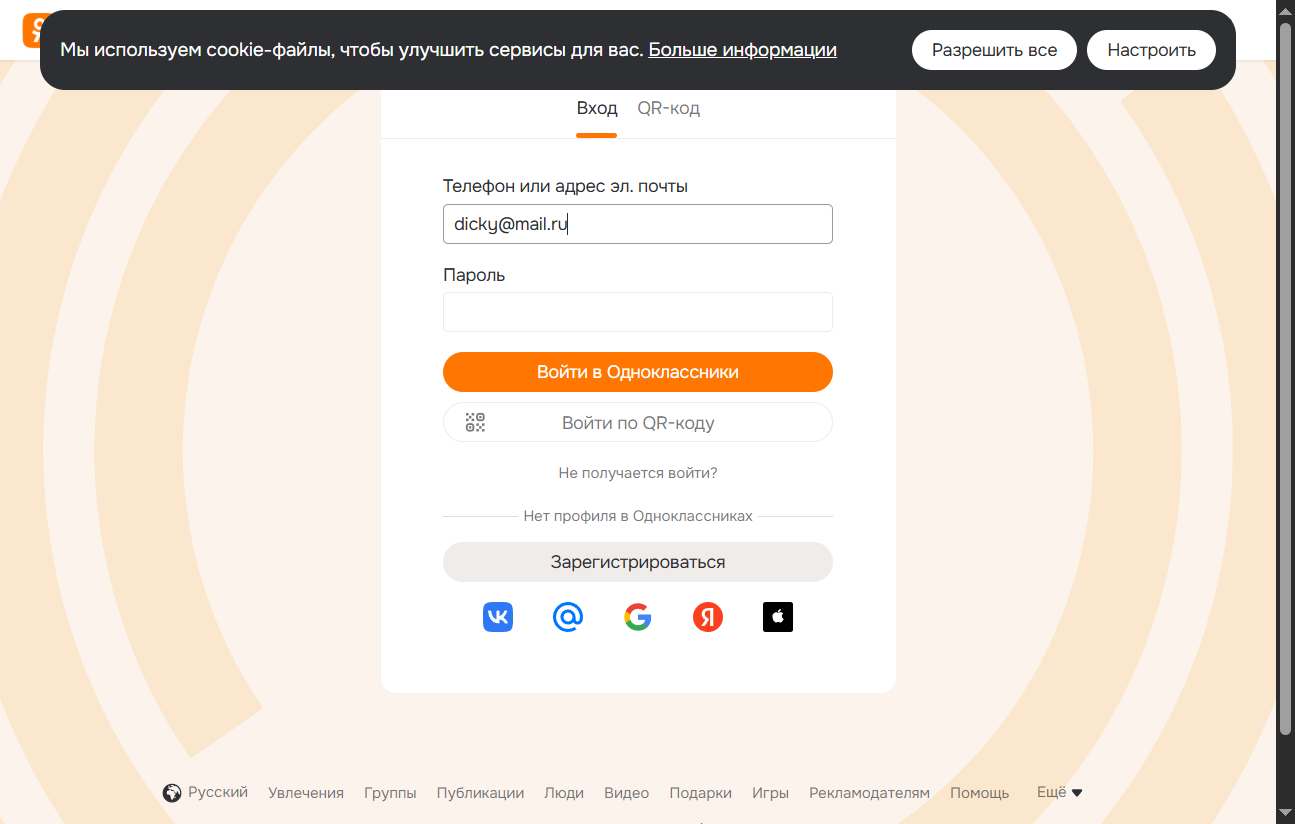 Мы используем cookie-файлы, чтобы улучшить сервисы для вас. Больше информации
Разрешить все
Настроить
Вход
QR-код
Телефон или адрес эл. почты
dicky@mail.ru
Пароль
Войти в Одноклассники
Войти по QR-коду
Не получается войти?
Нет профиля в Одноклассниках
Зарегистрироваться
Русский Увлечения Группы Публикации Люди Видео Подарки Игры Рекламодателям Помощь Ещё